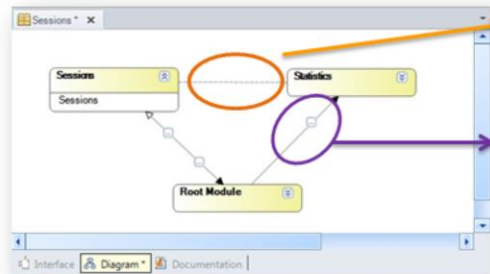 Sessions *
Sessions
Sessions
Statistics
Root Module
Interface
Diagram *
Documentation